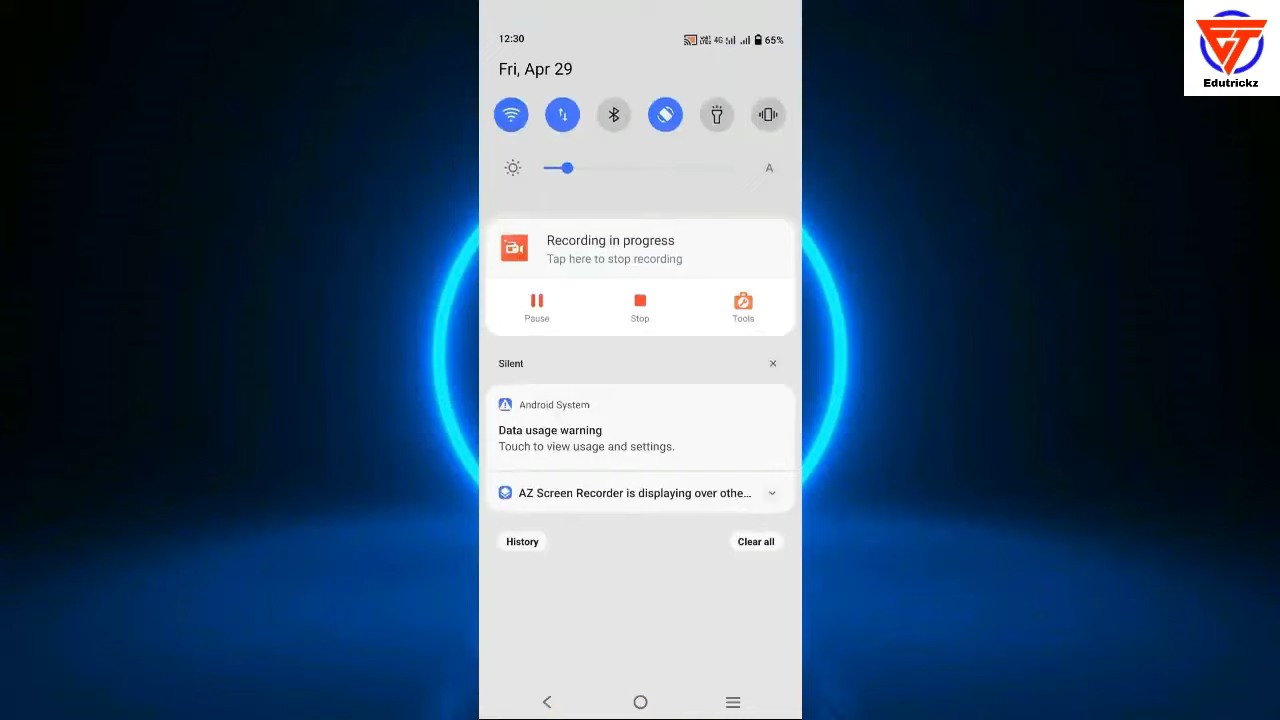 12:30
4G
65%
Edutrickz
Fri, Apr 29
A
Recording in progress
Tap here to stop recording
Pause
Stop
Tools
Silent
Android System
Data usage warning
Touch to view usage and settings.
AZ Screen Recorder is displaying over othe...
History
Clear all